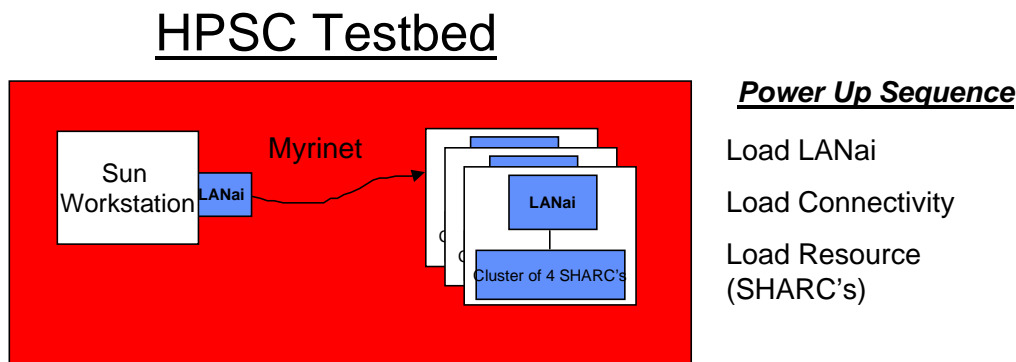 HPSC Testbed
Sun
Workstation
LANai
Myrinet
LANai
Cluster of 4 SHARC's
C
C
Power Up Sequence
Load LANai
Load Connectivity
Load Resource
(SHARC's)